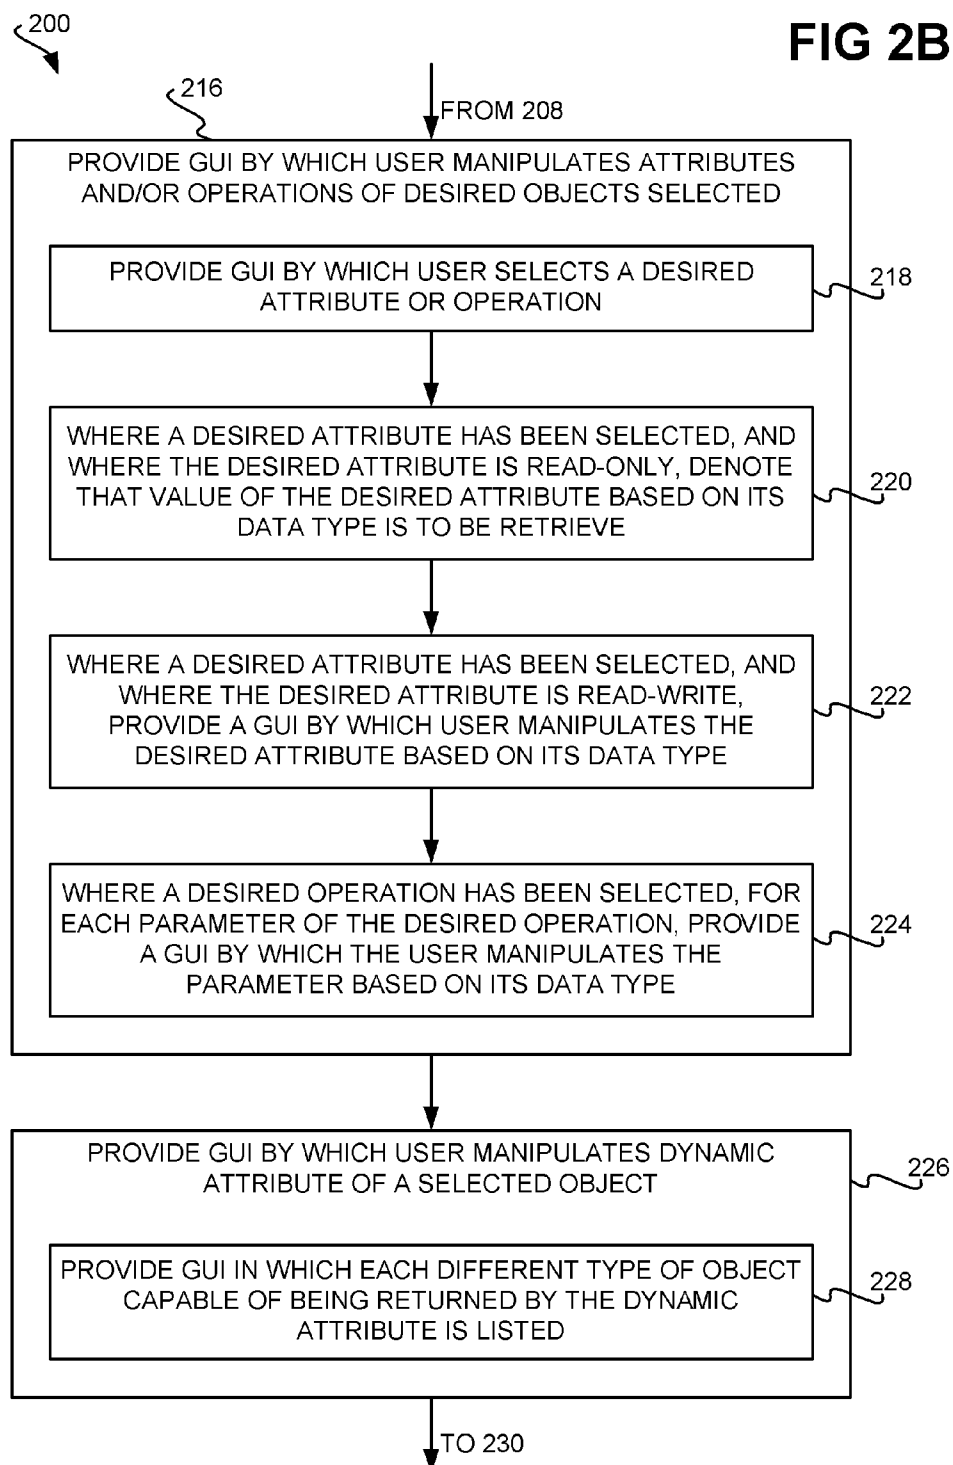 200
FIG 2B
216
FROM 208
PROVIDE GUI BY WHICH USER MANIPULATES ATTRIBUTES
AND/OR OPERATIONS OF DESIRED OBJECTS SELECTED
PROVIDE GUI BY WHICH USER SELECTS A DESIRED
ATTRIBUTE OR OPERATION
218
WHERE A DESIRED ATTRIBUTE HAS BEEN SELECTED, AND
WHERE THE DESIRED ATTRIBUTE IS READ-ONLY, DENOTE
THAT VALUE OF THE DESIRED ATTRIBUTE BASED ON ITS
DATA TYPE IS TO BE RETRIEVE
220
WHERE A DESIRED ATTRIBUTE HAS BEEN SELECTED, AND
WHERE THE DESIRED ATTRIBUTE IS READ-WRITE,
PROVIDE A GUI BY WHICH USER MANIPULATES THE
DESIRED ATTRIBUTE BASED ON ITS DATA TYPE
222
WHERE A DESIRED OPERATION HAS BEEN SELECTED, FOR
EACH PARAMETER OF THE DESIRED OPERATION, PROVIDE
A GUI BY WHICH THE USER MANIPULATES THE
PARAMETER BASED ON ITS DATA TYPE
224
PROVIDE GUI BY WHICH USER MANIPULATES DYNAMIC
ATTRIBUTE OF A SELECTED OBJECT
226
PROVIDE GUI IN WHICH EACH DIFFERENT TYPE OF OBJECT
CAPABLE OF BEING RETURNED BY THE DYNAMIC
ATTRIBUTE IS LISTED
228
TO 230